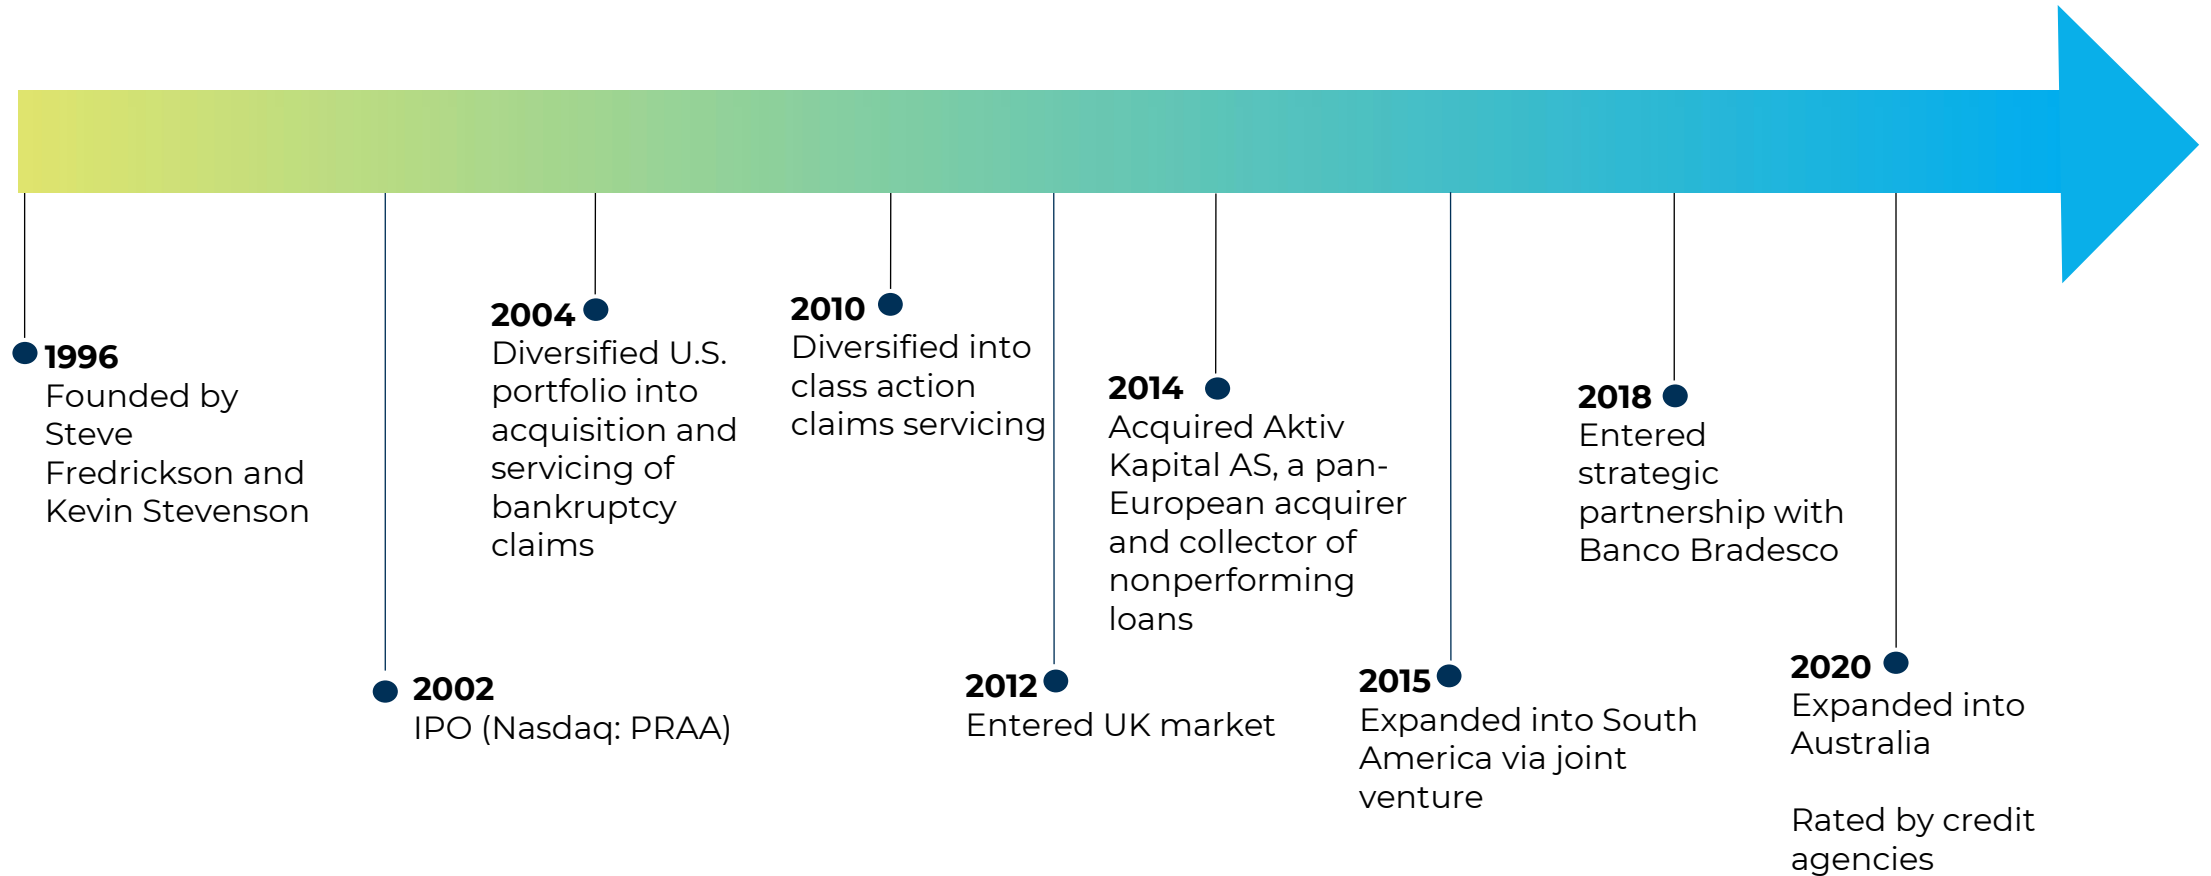 1996
Founded by
Steve
Fredrickson and
Kevin Stevenson
2002
IPO (Nasdaq: PRAA)
2004
Diversified U.S.
portfolio into
acquisition and
servicing of
bankruptcy
claims
2010
Diversified into
class action
claims servicing
2012
Entered UK market
2014
Acquired Aktiv
Kapital AS, a pan-
European acquirer
and collector of
nonperforming
loans
2015
Expanded into South
America via joint
venture
2018
Entered
strategic
partnership with
Banco Bradesco
2020
Expanded into
Australia
Rated by credit
agencies